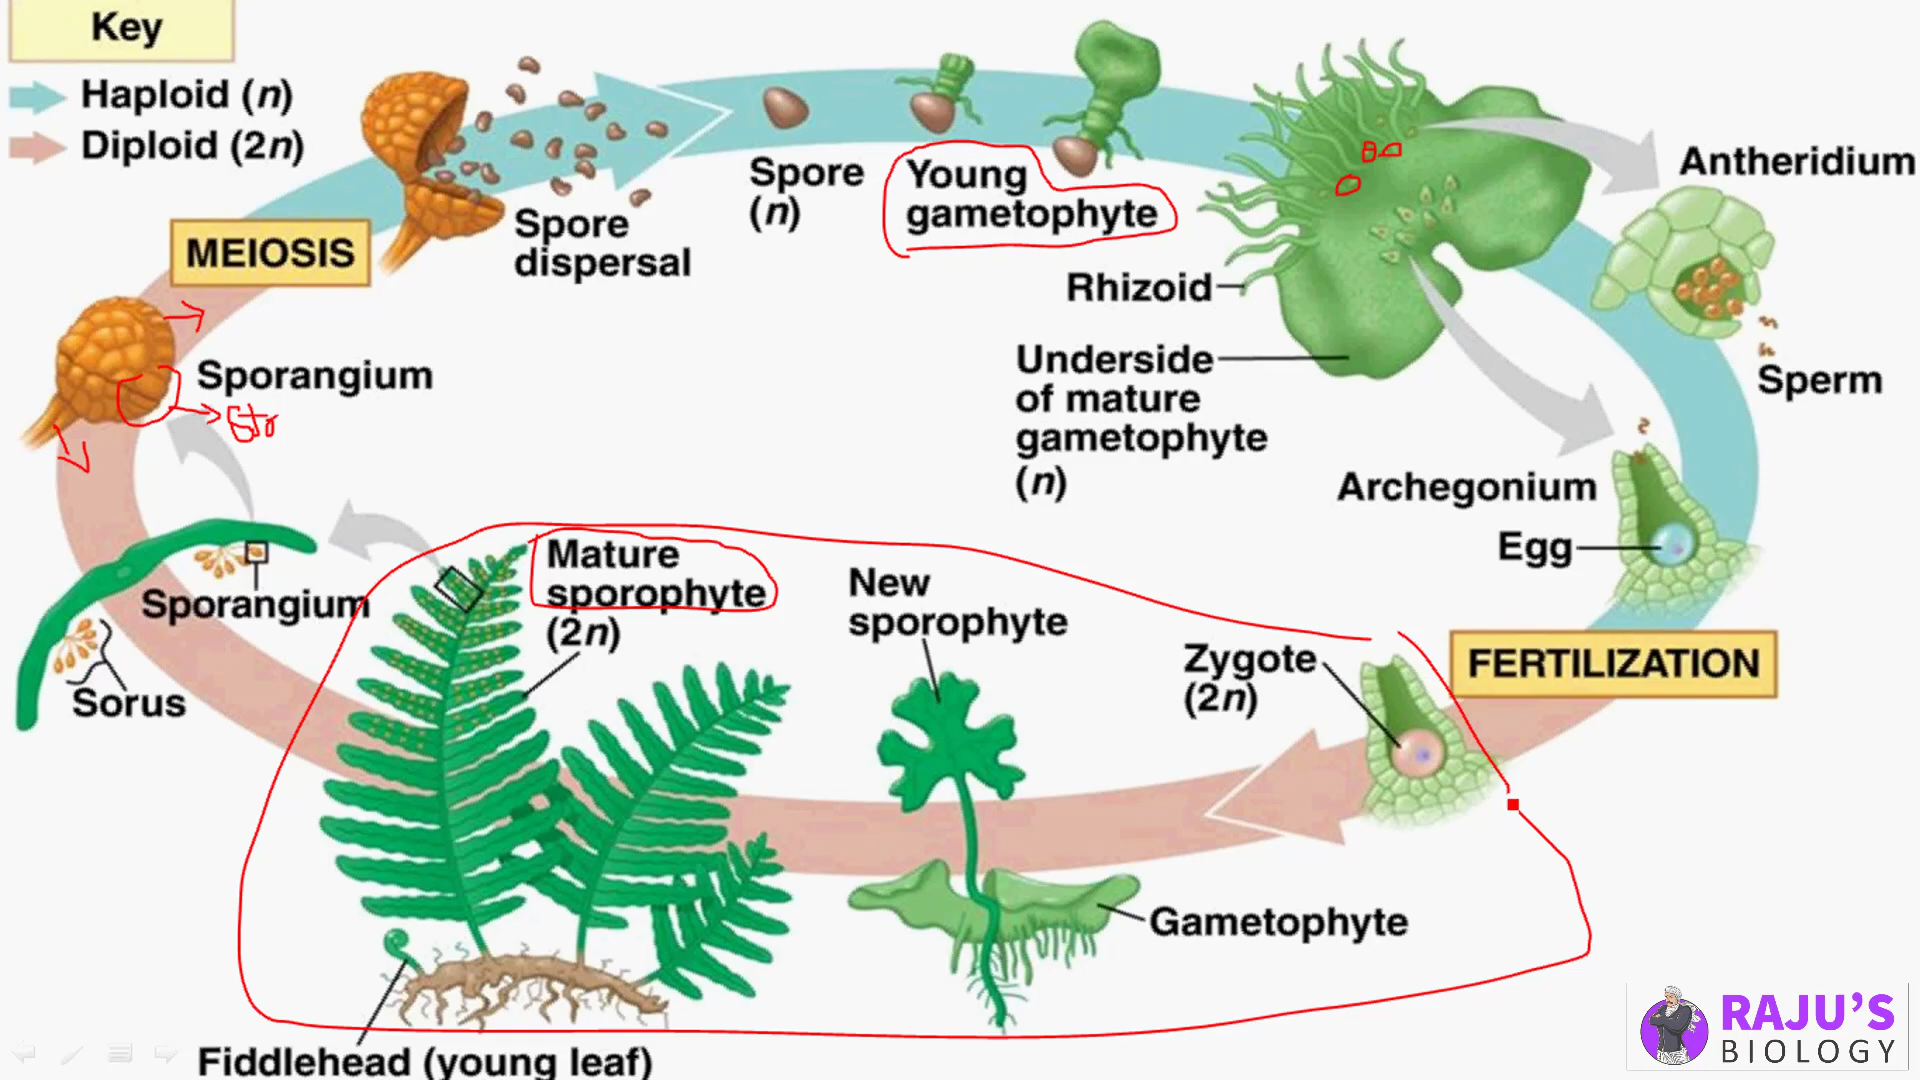 Key
Haploid (n)
Diploid (2n)
MEIOSIS
Spore
dispersal
Spore
(n)
Young
gametophyte
Antheridium
Rhizoid
Underside
of mature
gametophyte
(n)
Sperm
Sporangium
Str
Archegonium
Egg
Mature
sporophyte
(2n)
New
sporophyte
Sporangium
Sorus
Zygote
(2n)
FERTILIZATION
Gametophyte
Fiddlehead (young leaf)
RAJU'S
BIOLOGY